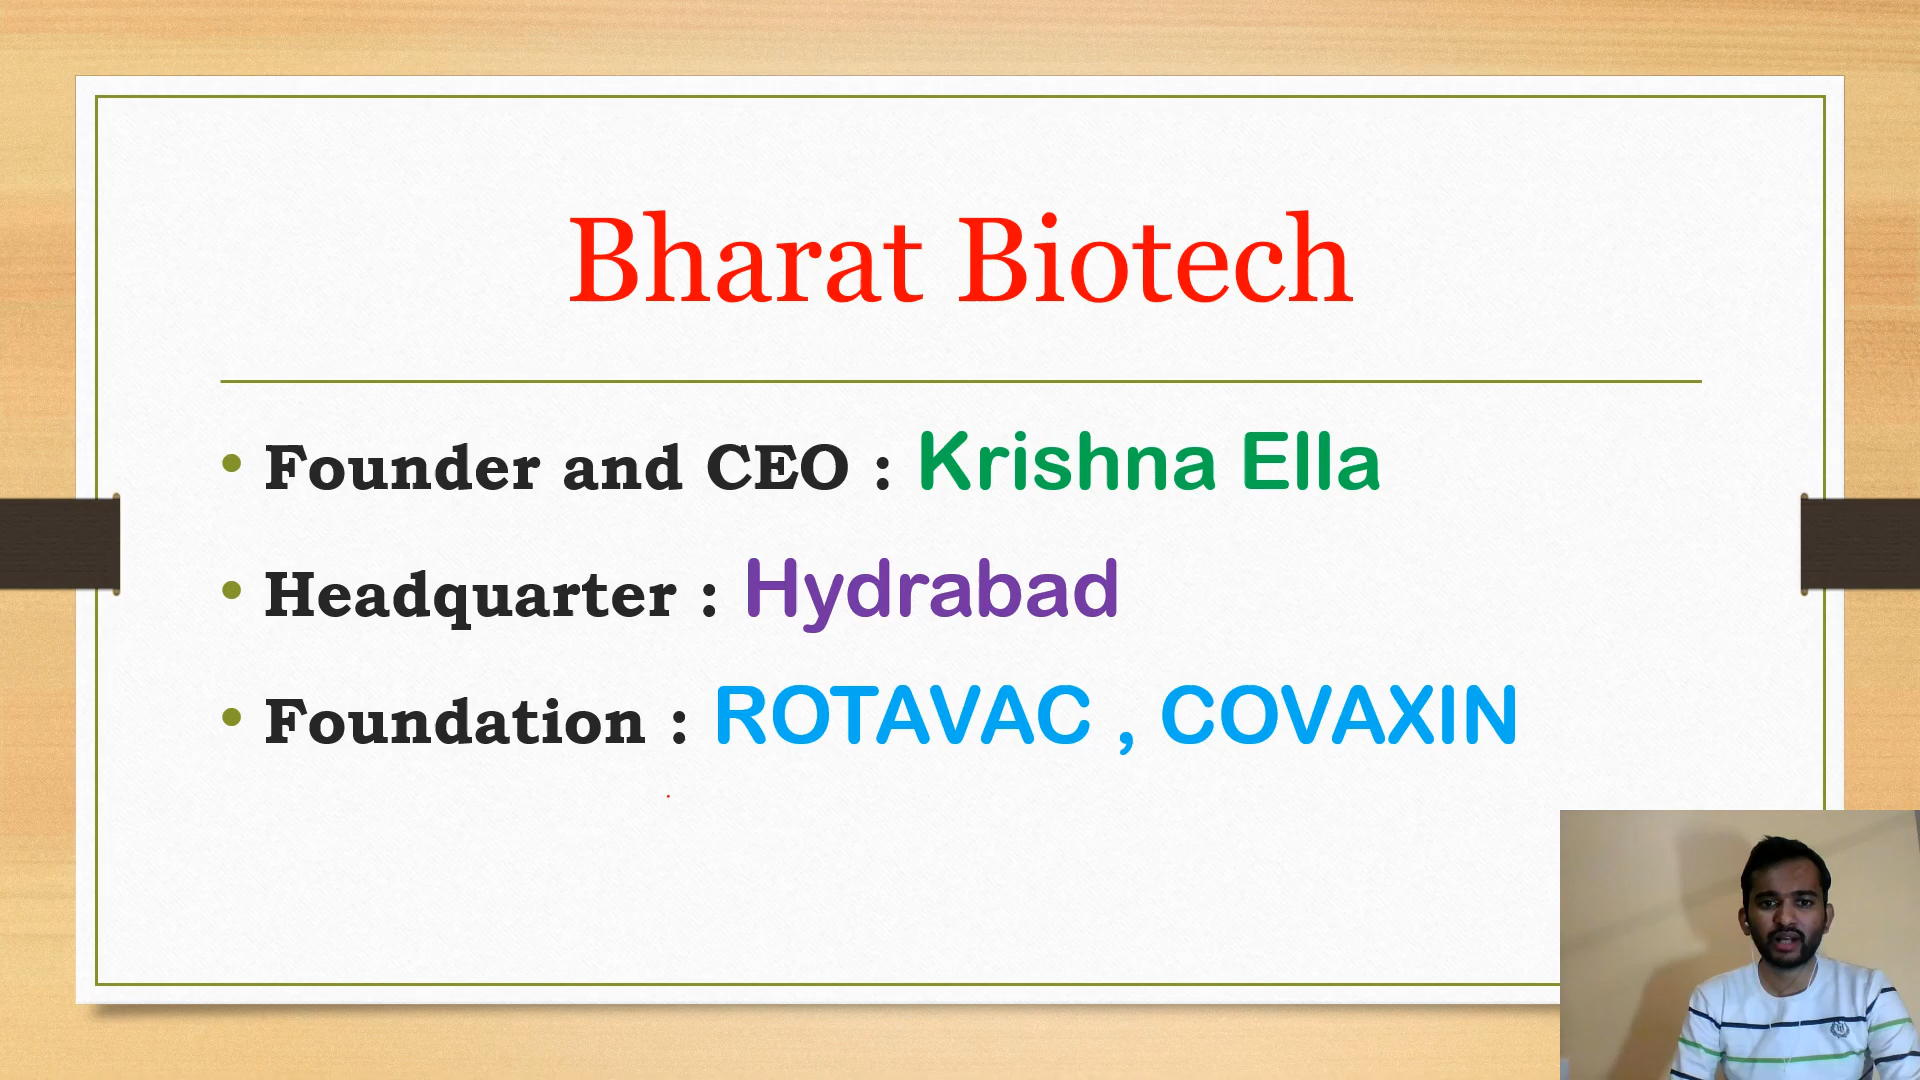 Bharat Biotech
• Founder and CEO : Krishna Ella
• Headquarter : Hydrabad
• Foundation : ROTAVAC , COVAXIN